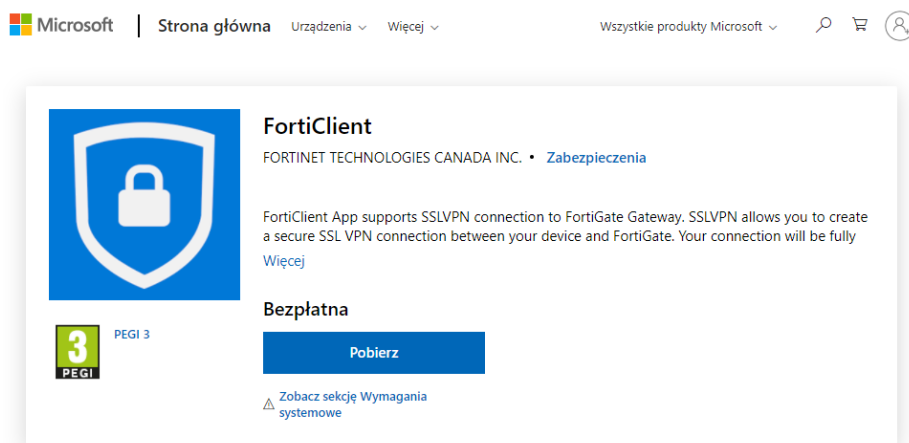 Microsoft Strona główna Urządzenia Więcej Wszystkie produkty Microsoft
FortiClient
FORTINET TECHNOLOGIES CANADA INC. • Zabezpieczenia
FortiClient App supports SSLVPN connection to FortiGate Gateway. SSLVPN allows you to create
a secure SSL VPN connection between your device and FortiGate. Your connection will be fully
Więcej
Bezpłatna
3
PEGI
PEGI 3
Pobierz
Zobacz sekcję Wymagania
systemowe